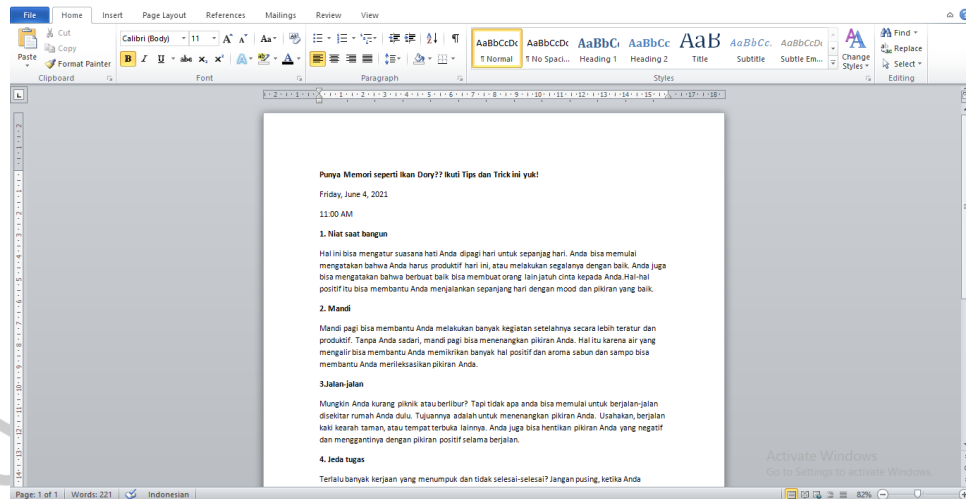 File Home Insert Page Layout References Mailings Review View
Cut
Copy
Paste
Format Painter
Clipboard
Calibri (Body) 11
Font
Paragraph
AaBbCcDc AaBbCcDc AaBbC AaBbCc AaB AaBbCc. AaBbCcDc
¶ Normal ¶ No Spaci... Heading 1 Heading 2 Title Subtitle Subtle Em...
Change
Styles
Styles
Find
Replace
Select
Editing
Punya Memori seperti Ikan Dory?? Ikuti Tips dan Trick ini yuk!
Friday, June 4, 2021
11:00 AM
1. Niat saat bangun
Hal ini bisa mengatur suasana hati Anda dipagi hari untuk sepanjag hari. Anda bisa memulai
mengatakan bahwa Anda harus produktif hari ini, atau melakukan segalanya dengan baik. Anda juga
bisa mengatakan bahwa berbuat baik bisa membuat orang lain jatuh cinta kepada Anda.Hal-hal
positif itu bisa membantu Anda menjalankan sepanjang hari dengan mood dan pikiran yang baik.
2. Mandi
Mandi pagi bisa membantu Anda melakukan banyak kegiatan setelahnya secara lebih teratur dan
produktif. Tanpa Anda sadari, mandi pagi bisa menenangkan pikiran Anda. Hal itu karena air yang
mengalir bisa membantu Anda memikrikan banyak hal positif dan aroma sabun dan sampo bisa
membantu Anda merileksasikan pikiran Anda.
3.Jalan-jalan
Mungkin Anda kurang piknik atau berlibur? Tapi tidak apa anda bisa memulai untuk berjalan-jalan
disekitar rumah Anda dulu. Tujuannya adalah untuk menenangkan pikiran Anda. Usahakan, berjalan
kaki kearah taman, atau tempat terbuka lainnya. Anda juga bisa hentikan pikiran Anda yang negatif
dan menggantinya dengan pikiran positif selama berjalan.
4. Jeda tugas
Terlalu banyak kerjaan yang menumpuk dan tidak selesai-selesai? Jangan pusing, ketika Anda
Activate Windows
Go to Settings to activate Windows.
Page: 1 of 1 Words: 221 Indonesian 82%